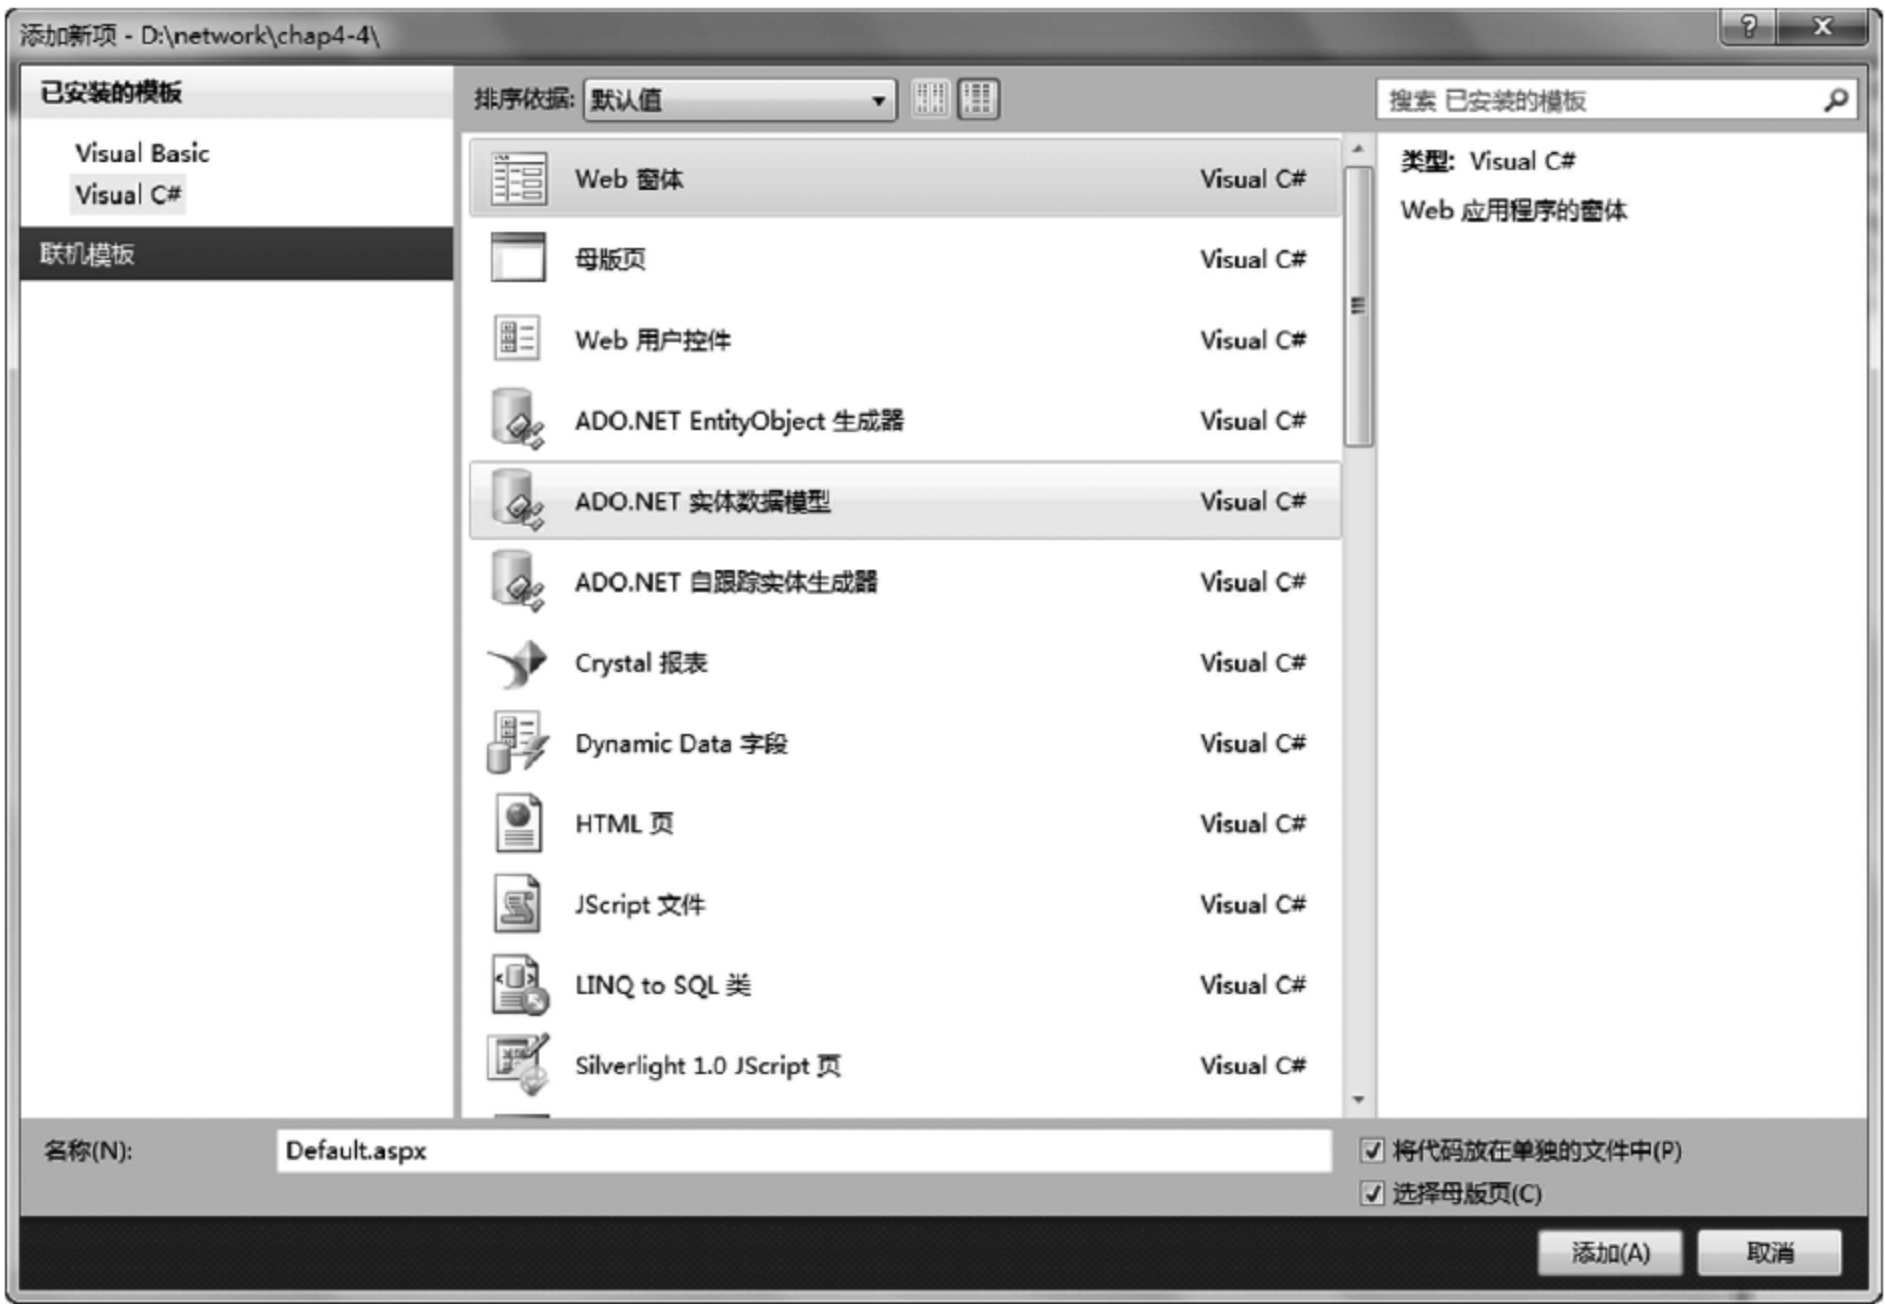 添加新项 - D:\network\chap4-4\
已安装的模板
Visual Basic
Visual C#
联机模板
排序依据: 默认值
搜索 已安装的模板
Web 窗体 Visual C#
母版页 Visual C#
Web 用户控件 Visual C#
ADO.NET EntityObject 生成器 Visual C#
ADO.NET 实体数据模型 Visual C#
ADO.NET 自跟踪实体生成器 Visual C#
Crystal 报表 Visual C#
Dynamic Data 字段 Visual C#
HTML 页 Visual C#
JScript 文件 Visual C#
LINQ to SQL 类 Visual C#
Silverlight 1.0 JScript 页 Visual C#
类型: Visual C#
Web 应用程序的窗体
名称(N): Default.aspx
将代码放在单独的文件中(P)
选择母版页(C)
添加(A) 取消